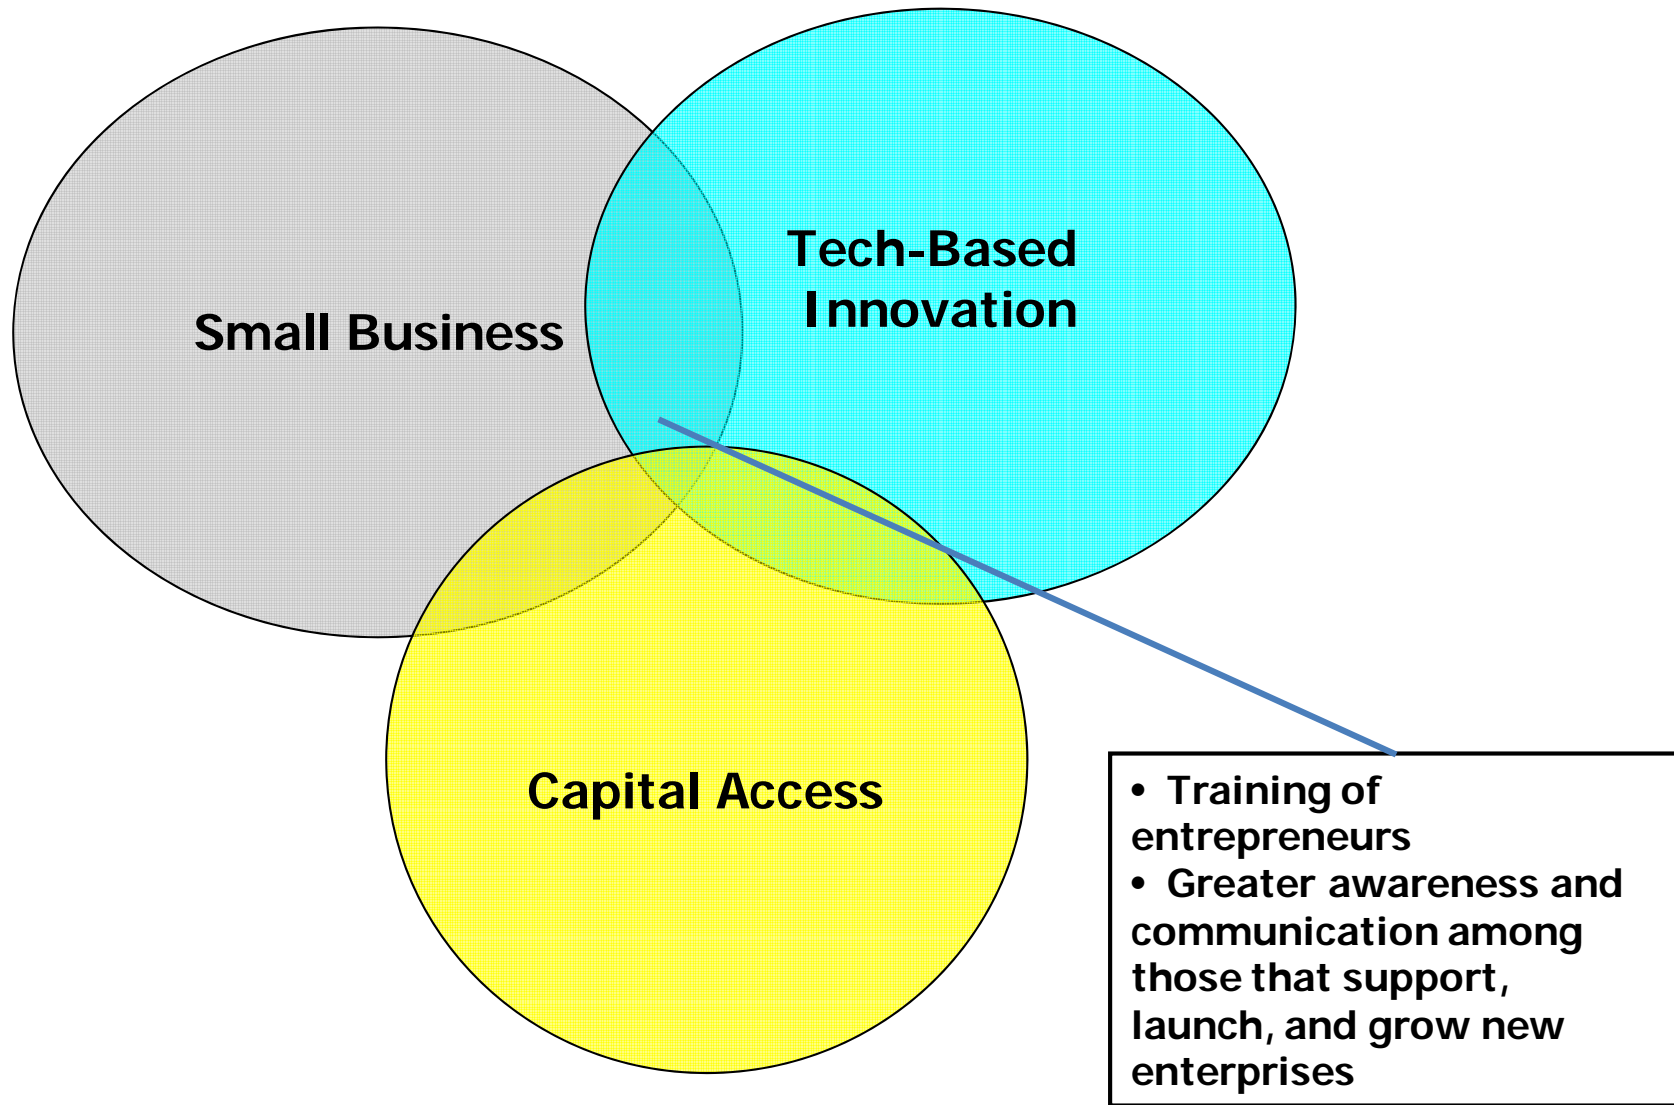 Tech-Based
Innovation
Small Business
Capital Access
• Training of
entrepreneurs
• Greater awareness and
communication among
those that support,
launch, and grow new
enterprises